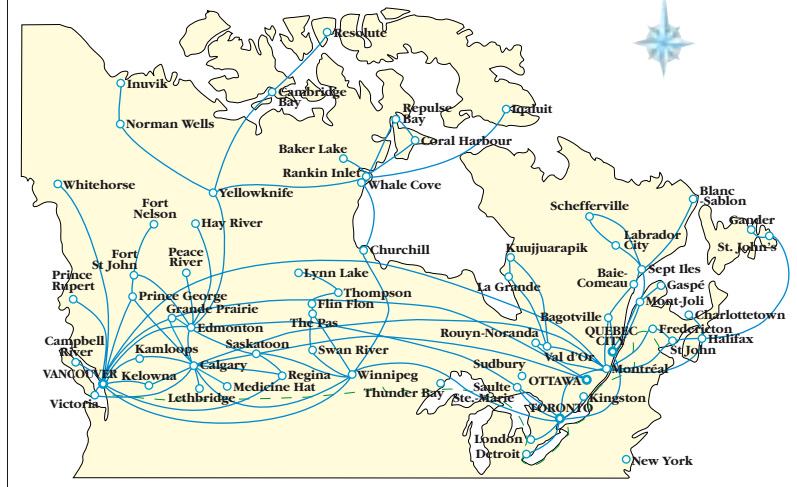 Resolute
Inuvik
Cambridge
Bay
Repulse
Bay
Iqaluit
Norman Wells
Coral Harbour
Baker Lake
Rankin Inlet
Whale Cove
Whitehorse
Yellowknife
Blanc
-Sablon
Fort
Nelson
Hay River
Schefferville
Gander
St. John's
Labrador
City
Churchill
Kuujjuarapik
Fort
St John
Peace
River
Lynn Lake
Sept Iles
Prince
Rupert
La Grande
Baie-
Comeau
Gaspé
Thompson
Prince George
Flin Flon
Mont-Joli
Grande Prairie
The Pas
Bagotville
Charlottetown
Edmonton
Rouyn-Noranda
QUEBEC
CITY
Fredericton
Halifax
Campbell
River
Saskatoon
Kamloops
Swan River
Val d'Or
St John
Calgary
Sudbury
Montréal
VANCOUVER
Kelowna
Regina
Winnipeg
OTTAWA
Medicine Hat
Saulte
Ste.-Marie
Thunder Bay
Victoria
Lethbridge
Kingston
TORONTO
London
Detroit
New York